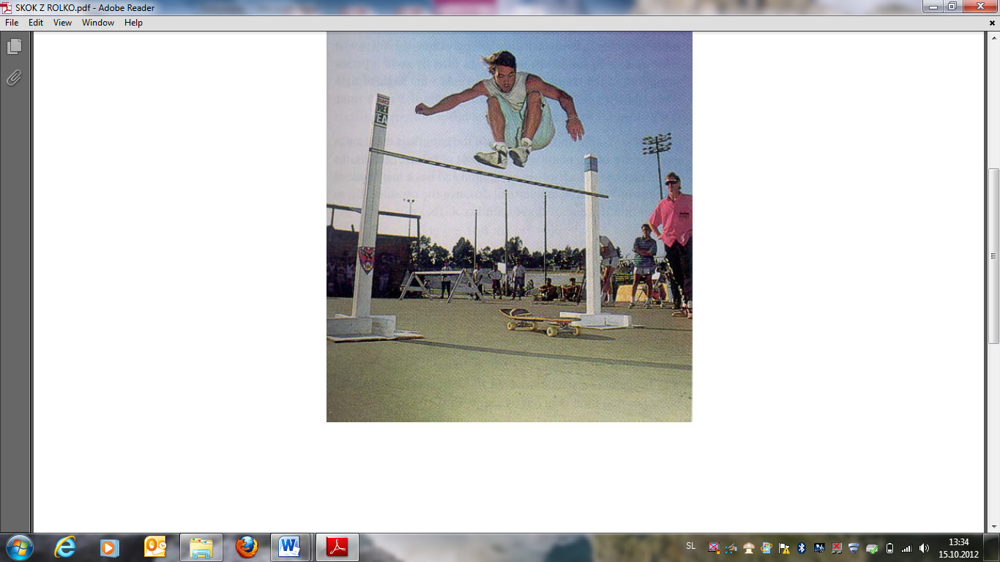 SKOK Z ROLKO.pdf - Adobe Reader
File Edit View Window Help
SL
13:34
15.10.2012